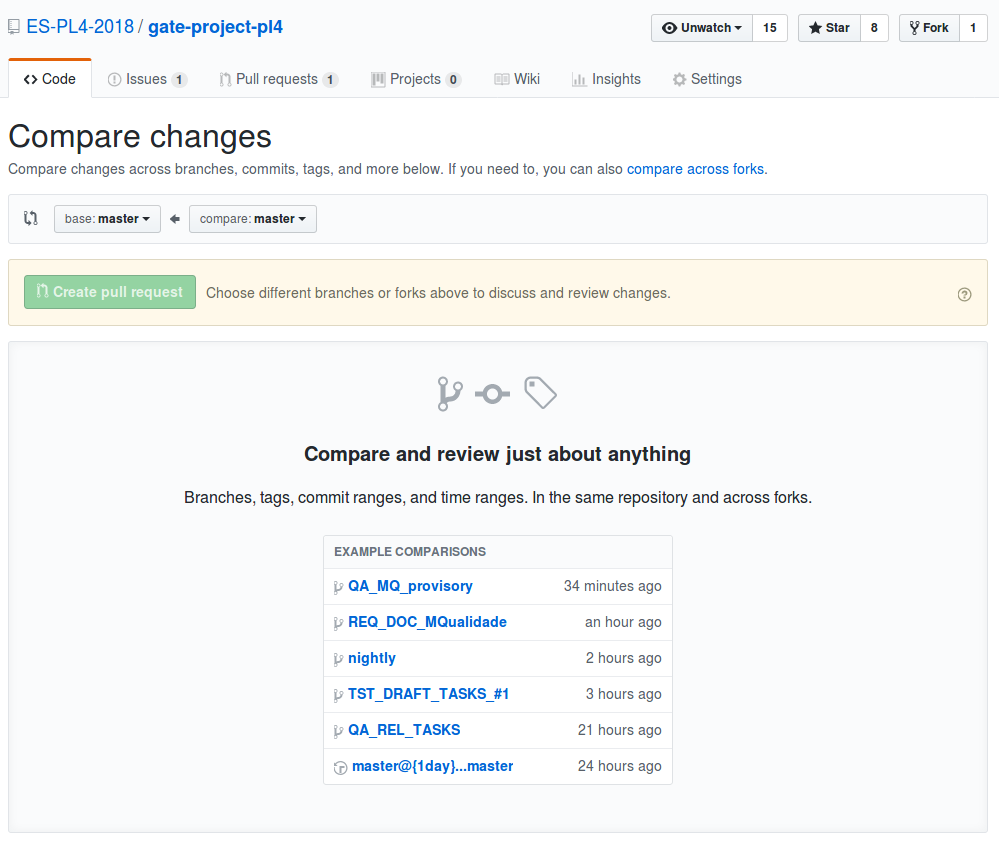 ES-PL4-2018 / gate-project-pl4 Unwatch 15 Star 8 Fork 1
Code Issues 1 Pull requests 1 Projects 0 Wiki Insights Settings
Compare changes
Compare changes across branches, commits, tags, and more below. If you need to, you can also compare across forks.
base: master compare: master
Create pull request Choose different branches or forks above to discuss and review changes.
Compare and review just about anything
Branches, tags, commit ranges, and time ranges. In the same repository and across forks.
EXAMPLE COMPARISONS
QA_MQ_provisory 34 minutes ago
REQ_DOC_MQualidade an hour ago
nightly 2 hours ago
TST_DRAFT_TASKS_#1 3 hours ago
QA_REL_TASKS 21 hours ago
master@{1day}...master 24 hours ago